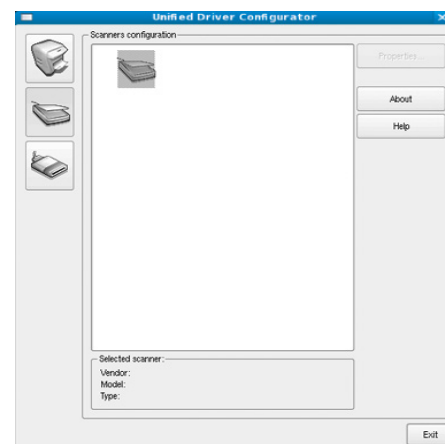 Unified Driver Configurator
Scanners configuration
Properties...
About
Help
Selected scanner:
Vendor:
Model:
Type:
Exit